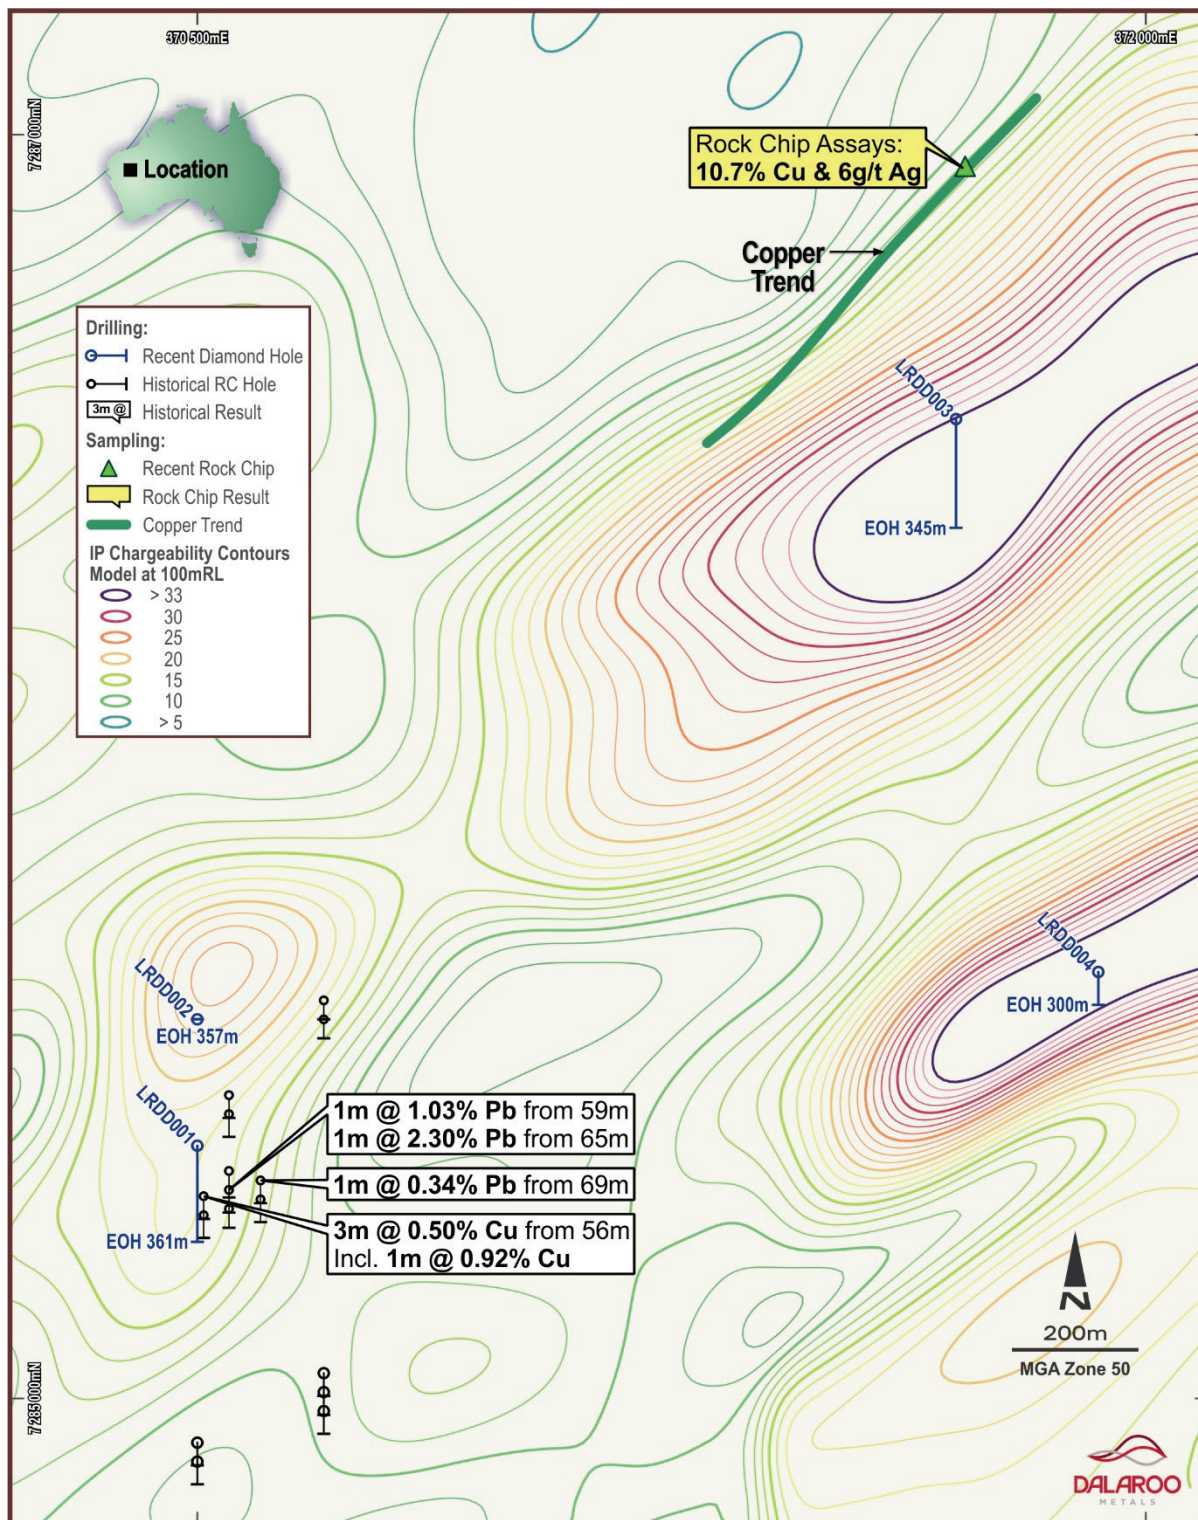 370 500mE
372 000mE
7 287 000mN
Location
Rock Chip Assays:
10.7% Cu & 6g/t Ag
Copper
Trend
Drilling:
Recent Diamond Hole
Historical RC Hole
3m @ Historical Result
Sampling:
Recent Rock Chip
Rock Chip Result
Copper Trend
IP Chargeability Contours
Model at 100mRL
> 33
30
25
20
15
10
> 5
LRDD003
EOH 345m
LRDD004
EOH 300m
LRDD002
EOH 357m
LRDD001
EOH 361m
1m @ 1.03% Pb from 59m
1m @ 2.30% Pb from 65m
1m @ 0.34% Pb from 69m
3m @ 0.50% Cu from 56m
Incl. 1m @ 0.92% Cu
N
200m
MGA Zone 50
7 285 000mN
DALAROO
METALS